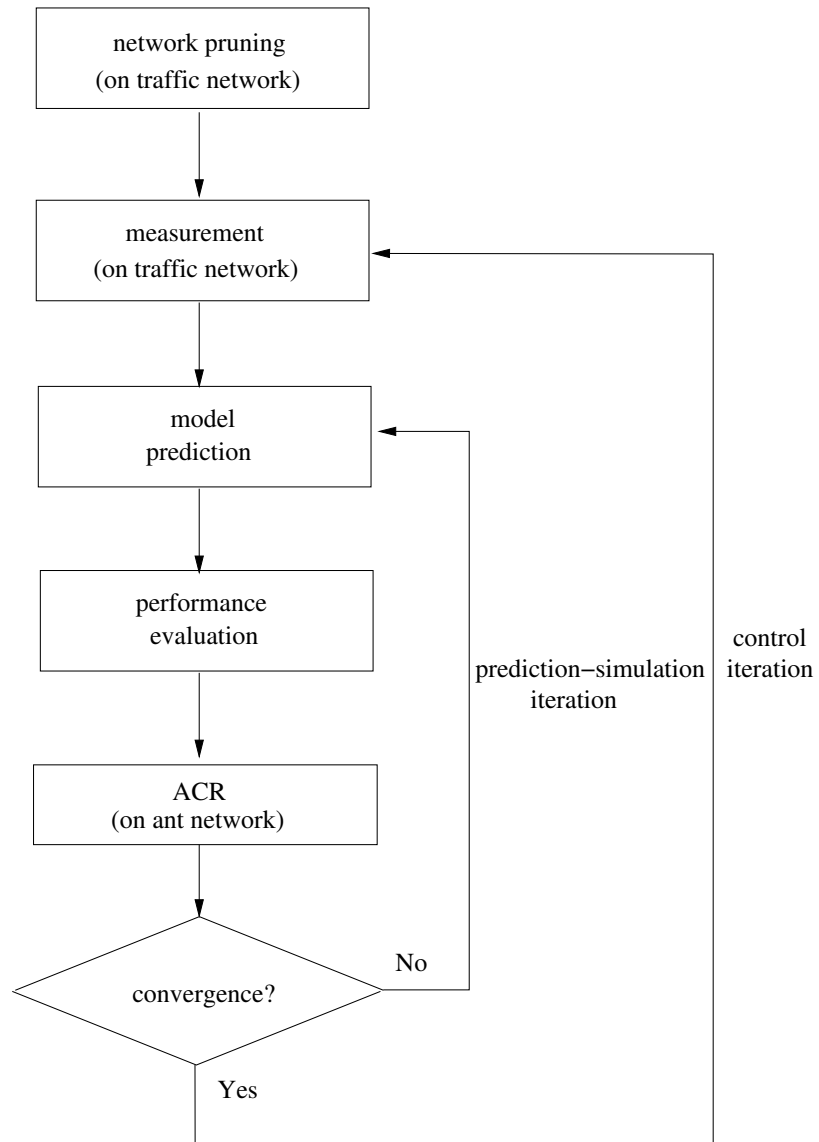 network pruning
(on traffic network)
measurement
(on traffic network)
model
prediction
performance
evaluation
prediction−simulation
iteration
control
iteration
ACR
(on ant network)
No
convergence?
Yes